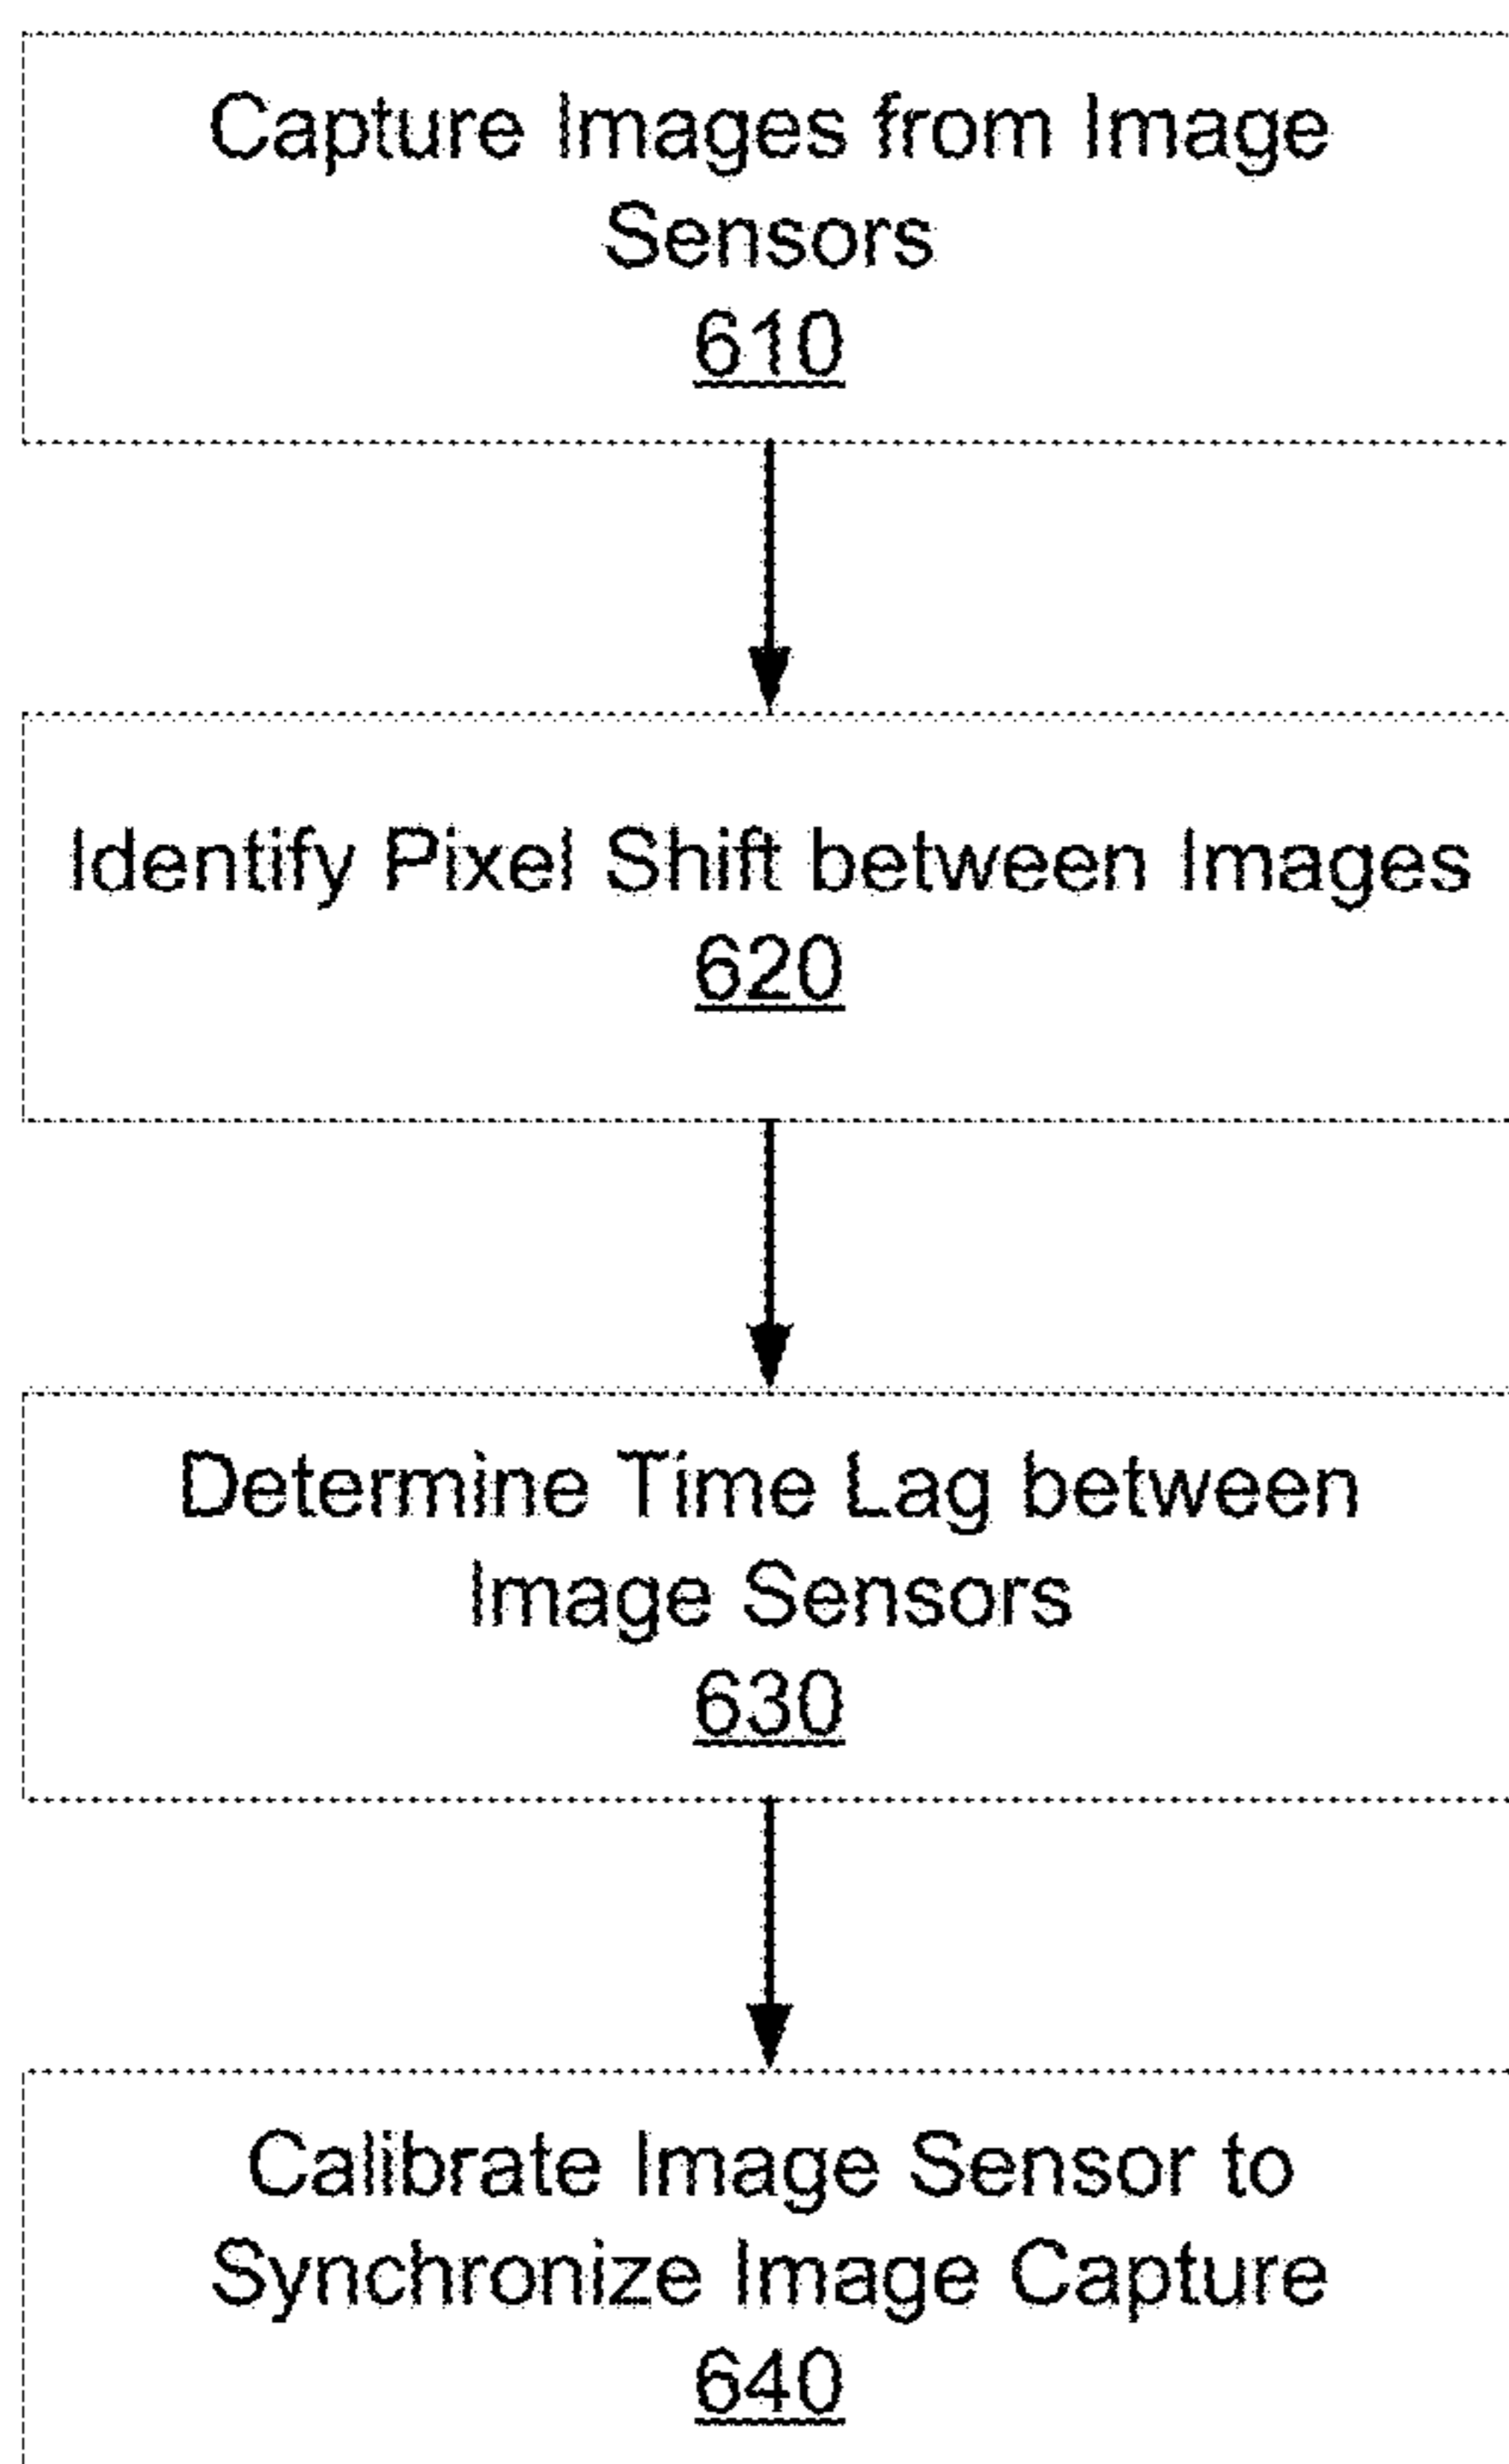 Capture Images from Image
Sensors
610
Identify Pixel Shift between Images
620
Determine Time Lag between
Image Sensors
630
Calibrate Image Sensor to
Synchronize Image Capture
640